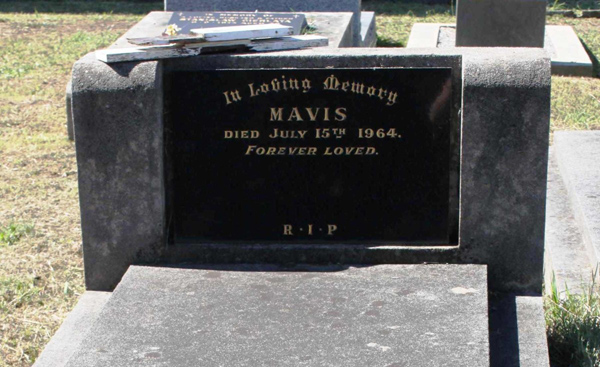 In Loving Memory
MAVIS
DIED JULY 15TH 1964.
FOREVER LOVED.
R·I·P